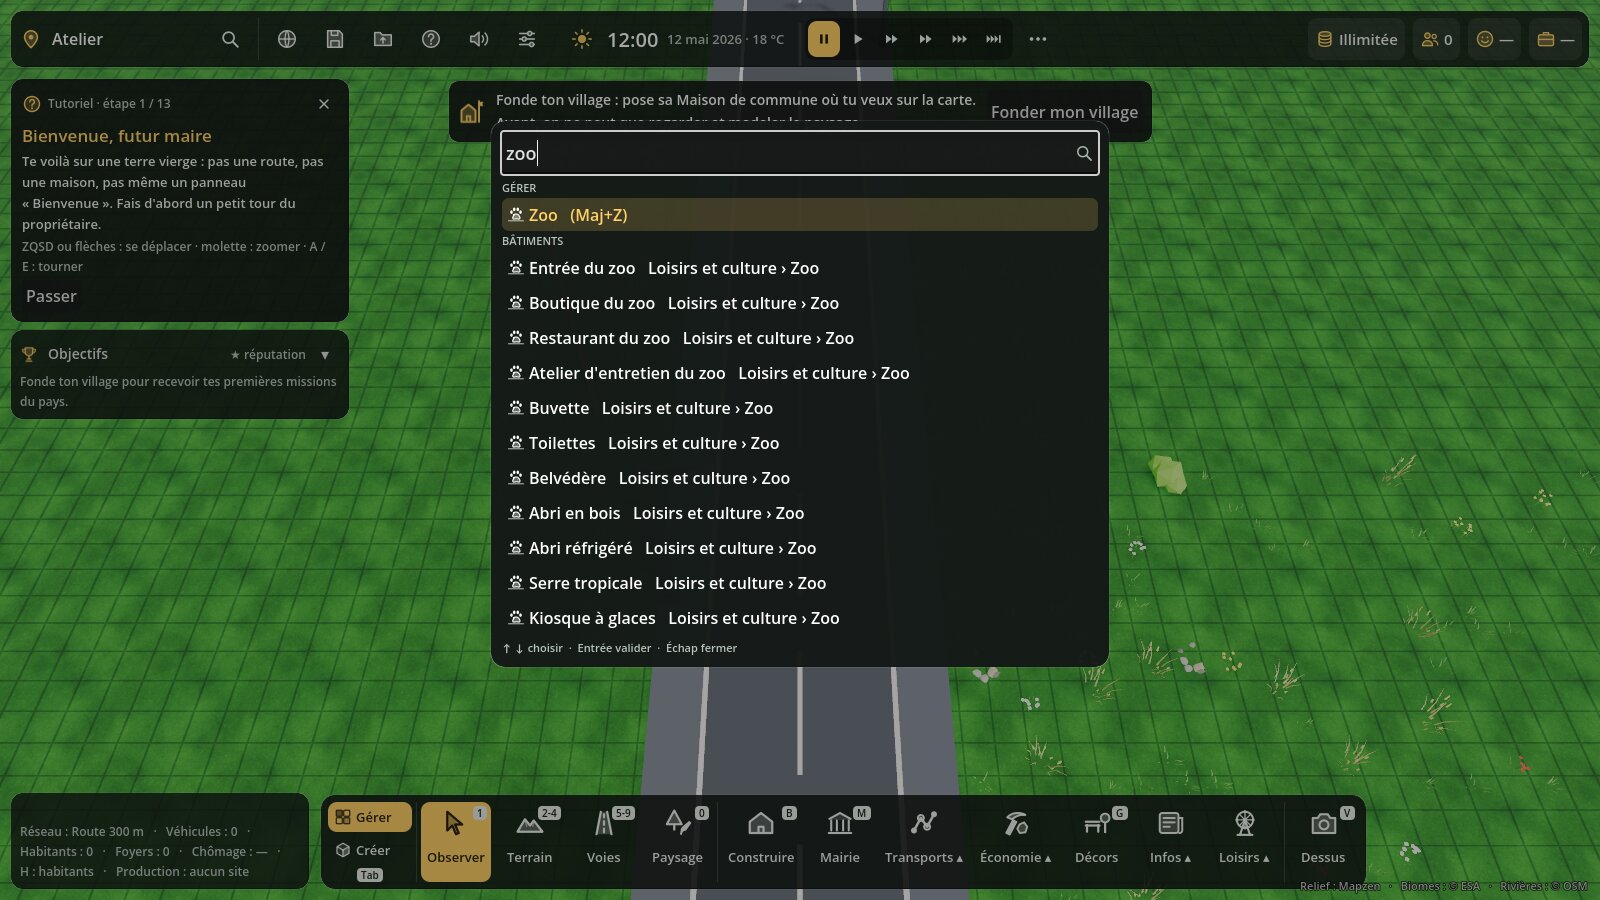 Atelier
12:00 12 mai 2026 · 18 °C
Illimitée
0
—
—
Tutoriel · étape 1 / 13
Bienvenue, futur maire
Te voilà sur une terre vierge : pas une route, pas
une maison, pas même un panneau
« Bienvenue ». Fais d'abord un petit tour du
propriétaire.
ZQSD ou flèches : se déplacer · molette : zoomer · A /
E : tourner
Passer
Objectifs
★ réputation ▼
Fonde ton village pour recevoir tes premières missions
du pays.
Fonde ton village : pose sa Maison de commune où tu veux sur la carte.
Fonder mon village
zoo
GÉRER
Zoo (Maj+Z)
BÂTIMENTS
Entrée du zoo Loisirs et culture › Zoo
Boutique du zoo Loisirs et culture › Zoo
Restaurant du zoo Loisirs et culture › Zoo
Atelier d'entretien du zoo Loisirs et culture › Zoo
Buvette Loisirs et culture › Zoo
Toilettes Loisirs et culture › Zoo
Belvédère Loisirs et culture › Zoo
Abri en bois Loisirs et culture › Zoo
Abri réfrigéré Loisirs et culture › Zoo
Serre tropicale Loisirs et culture › Zoo
Kiosque à glaces Loisirs et culture › Zoo
↑ ↓ choisir · Entrée valider · Échap fermer
Réseau : Route 300 m · Véhicules : 0 ·
Habitants : 0 · Foyers : 0 · Chômage : — ·
H : habitants · Production : aucun site
Gérer
Créer
Tab
1
Observer
2-4
Terrain
5-9
Voies
0
Paysage
B
Construire
M
Mairie
Transports ▴
Économie ▴
G
Décors
Infos ▴
Loisirs ▴
V
Dessus
Relief : Mapzen · Biomes : © ESA · Rivières : © OSM